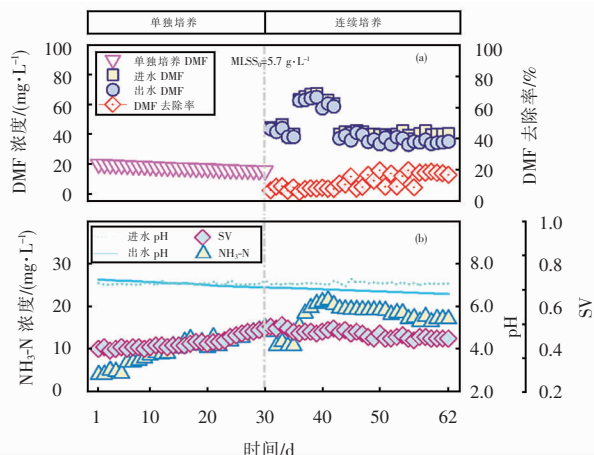 单独培养 连续培养
100 100
80 80
60 60
40 40
20 20
0 0
DMF 浓度/(mg·L⁻¹)
DMF 去除率/%
单独培养 DMF
进水 DMF
出水 DMF
DMF 去除率
MLSS₀=5.7 g·L⁻¹
(a)
进水 pH SV
出水 pH NH₃-N
(b)
30 8.0 1.0
20 6.0 0.8
10 4.0 0.6
0 2.0 0.4
0.2
NH₃-N 浓度/(mg·L⁻¹)
pH
SV
1 10 20 30 40 50 62
时间/d